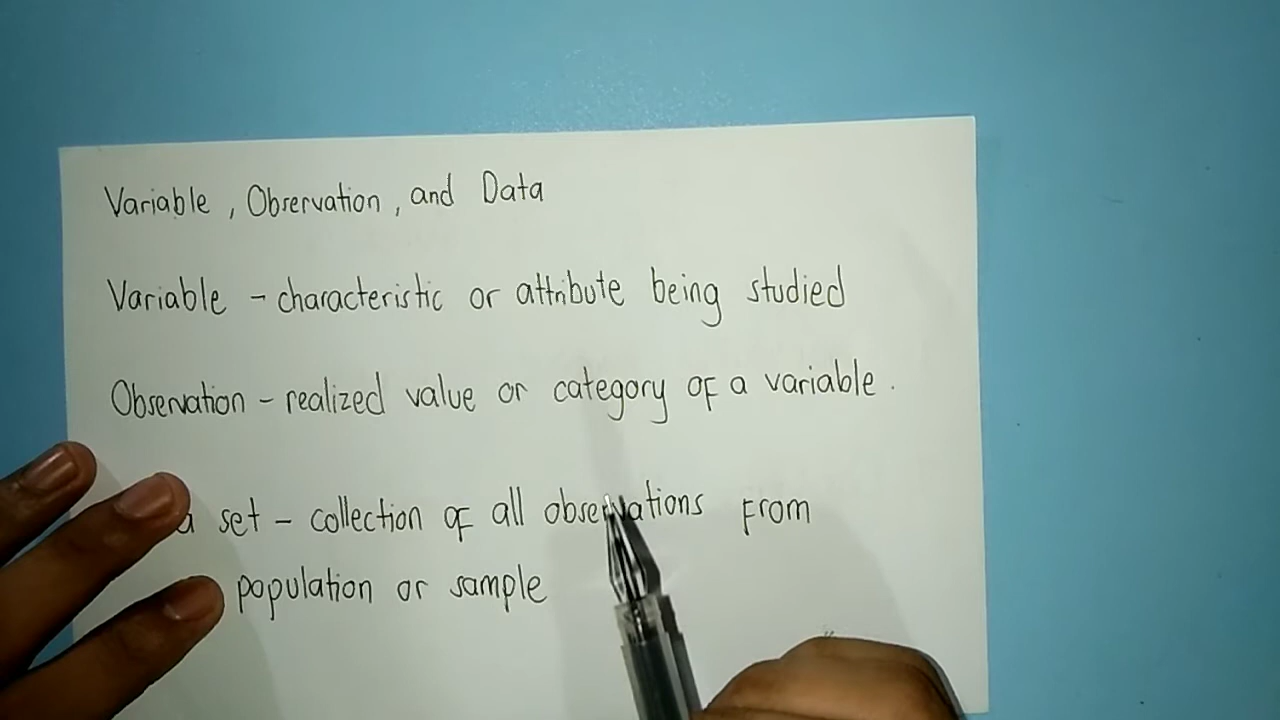 Variable, Observation, and Data
Variable - characteristic or attribute being studied
Observation - realized value or category of a variable.
a set - collection of all observations from
population or sample